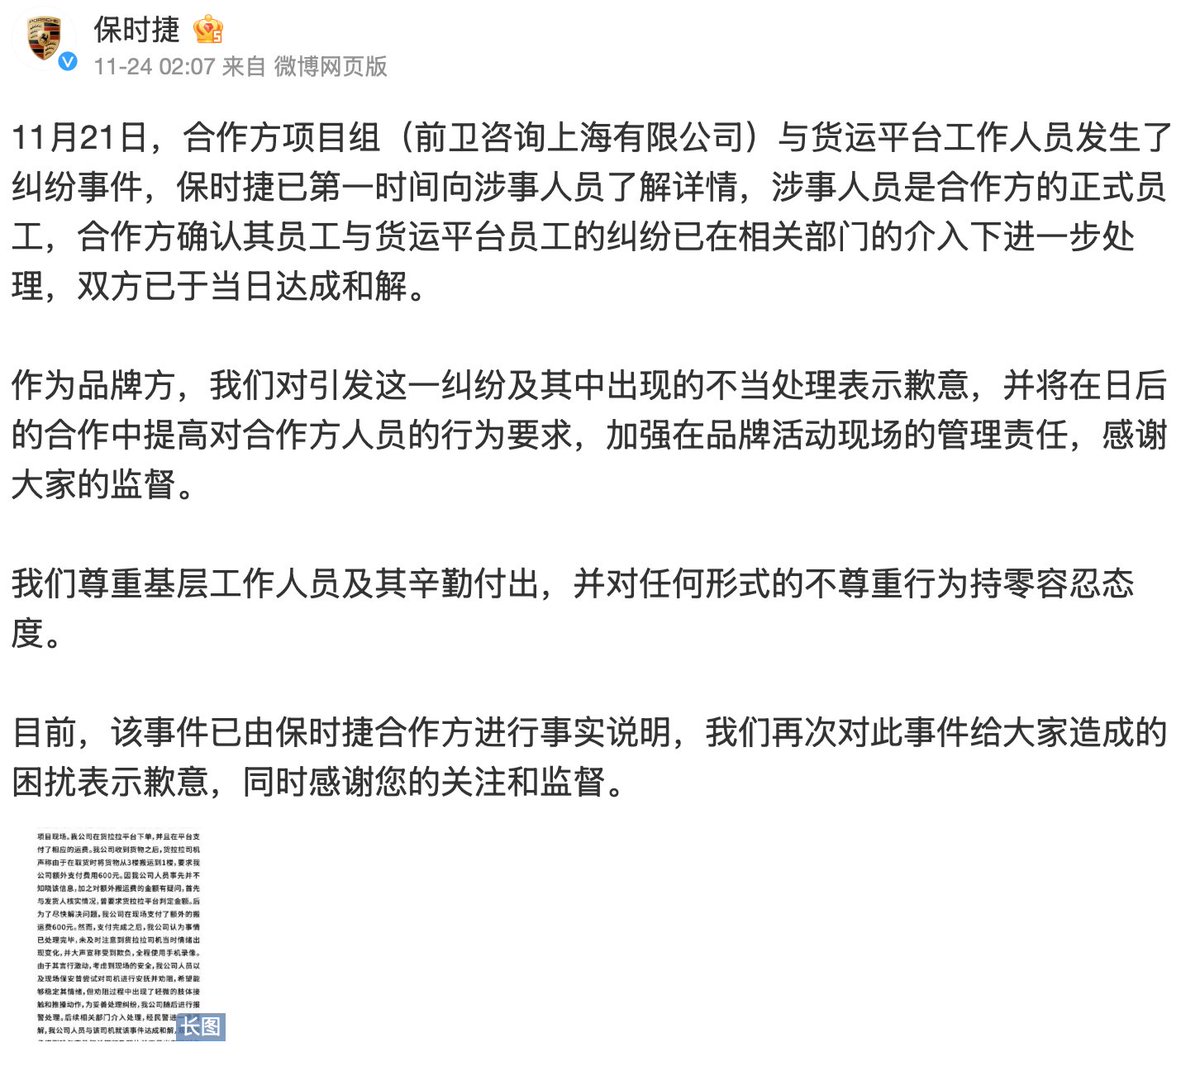 保时捷
11-24 02:07 来自 微博网页版
11月21日，合作方项目组（前卫咨询上海有限公司）与货运平台工作人员发生了
纠纷事件，保时捷已第一时间向涉事人员了解详情，涉事人员是合作方的正式员
工，合作方确认其员工与货运平台员工的纠纷已在相关部门的介入下进一步处
理，双方已于当日达成和解。
作为品牌方，我们对引发这一纠纷及其中出现的不当处理表示歉意，并将在日后
的合作中提高对合作方人员的行为要求，加强在品牌活动现场的管理责任，感谢
大家的监督。
我们尊重基层工作人员及其辛勤付出，并对任何形式的不尊重行为持零容忍态
度。
目前，该事件已由保时捷合作方进行事实说明，我们再次对此事件给大家造成的
困扰表示歉意，同时感谢您的关注和监督。
项目现场。我公司在货拉拉平台下单，并且在平台支
付了相应的运费。我公司收到货物之后，货拉拉司机
声称由于在取货时将货物从3楼搬运到1楼，要求我
公司额外支付费用600元。因我公司人员事先并不
知晓该信息，加之对额外搬运费的金额有疑问，首先
与发货人核实情况，曾要求货拉拉平台判定金额。后
为了尽快解决问题，我公司在现场支付了额外的搬
运费600元。然而，支付完成之后，我公司认为事情
已处理完毕，未及时注意到货拉拉司机当时情绪出
现变化，并大声宣称受到欺负，全程使用手机录像。
由于其言行激动，考虑到现场的安全，我公司人员以
及现场保安曾尝试对司机进行安抚并劝阻，希望能
够稳定其情绪，但劝阻过程中出现了轻微的肢体接
触和推搡动作，为妥善处理纠纷，我公司随后进行报
警处理。后续相关部门介入处理，经民警进一
解，我公司人员与该司机就该事件达成和解，
长图